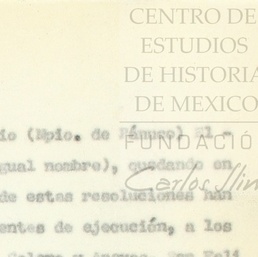 CENTRO DE
ESTUDIOS
DE HISTORIA
DE MEXICO
FUNDACIÓ
Carlos Slim
io (Mpio. de Pánuco) El -
gual nombre), quedando en
de estas resoluciones han
entes de ejecución, a los